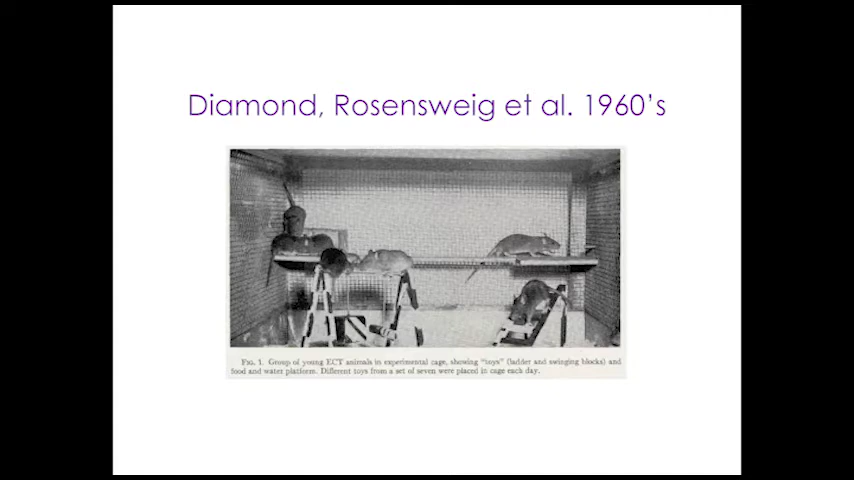 Diamond, Rosensweig et al. 1960's
FIG. 1. Group of young ECT animals in experimental cage, showing "toys" (ladder and swinging blocks) and
food and water platform. Different toys from a set of seven were placed in cage each day.